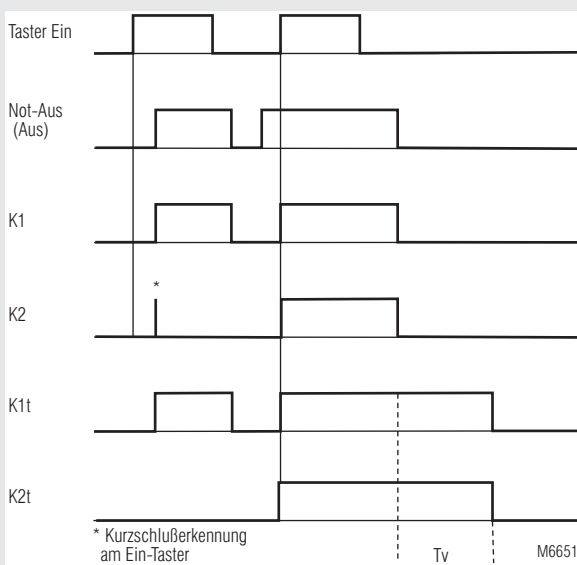 Taster Ein
Not-Aus
(Aus)
K1
*
K2
K1t
K2t
* Kurzschlußerkennung
am Ein-Taster
Tv
M6651